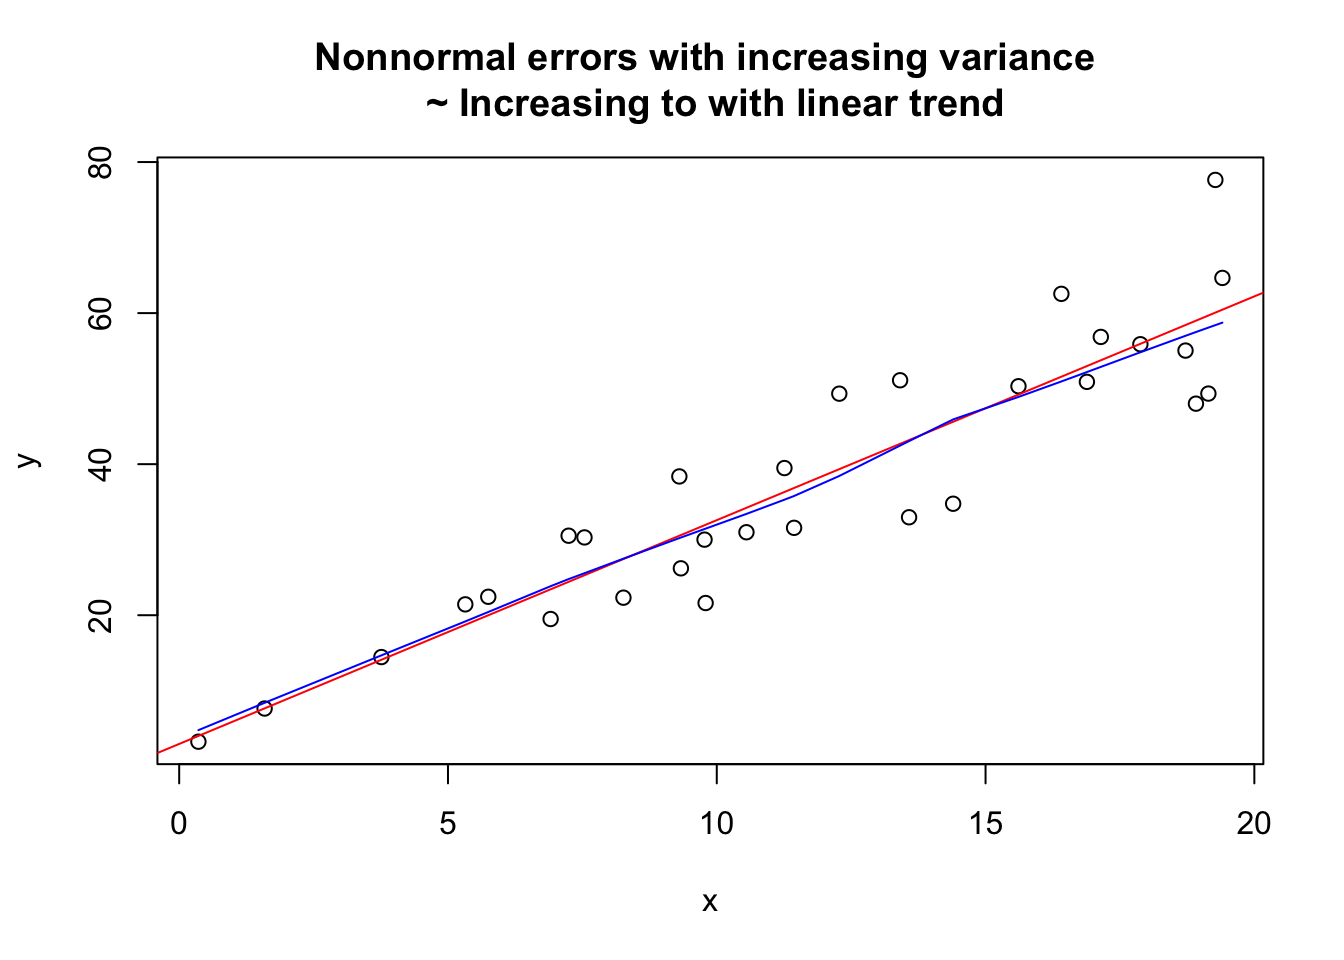 Nonnormal errors with increasing variance
~ Increasing to with linear trend
80
60
40
20
y
0 5 10 15 20
x